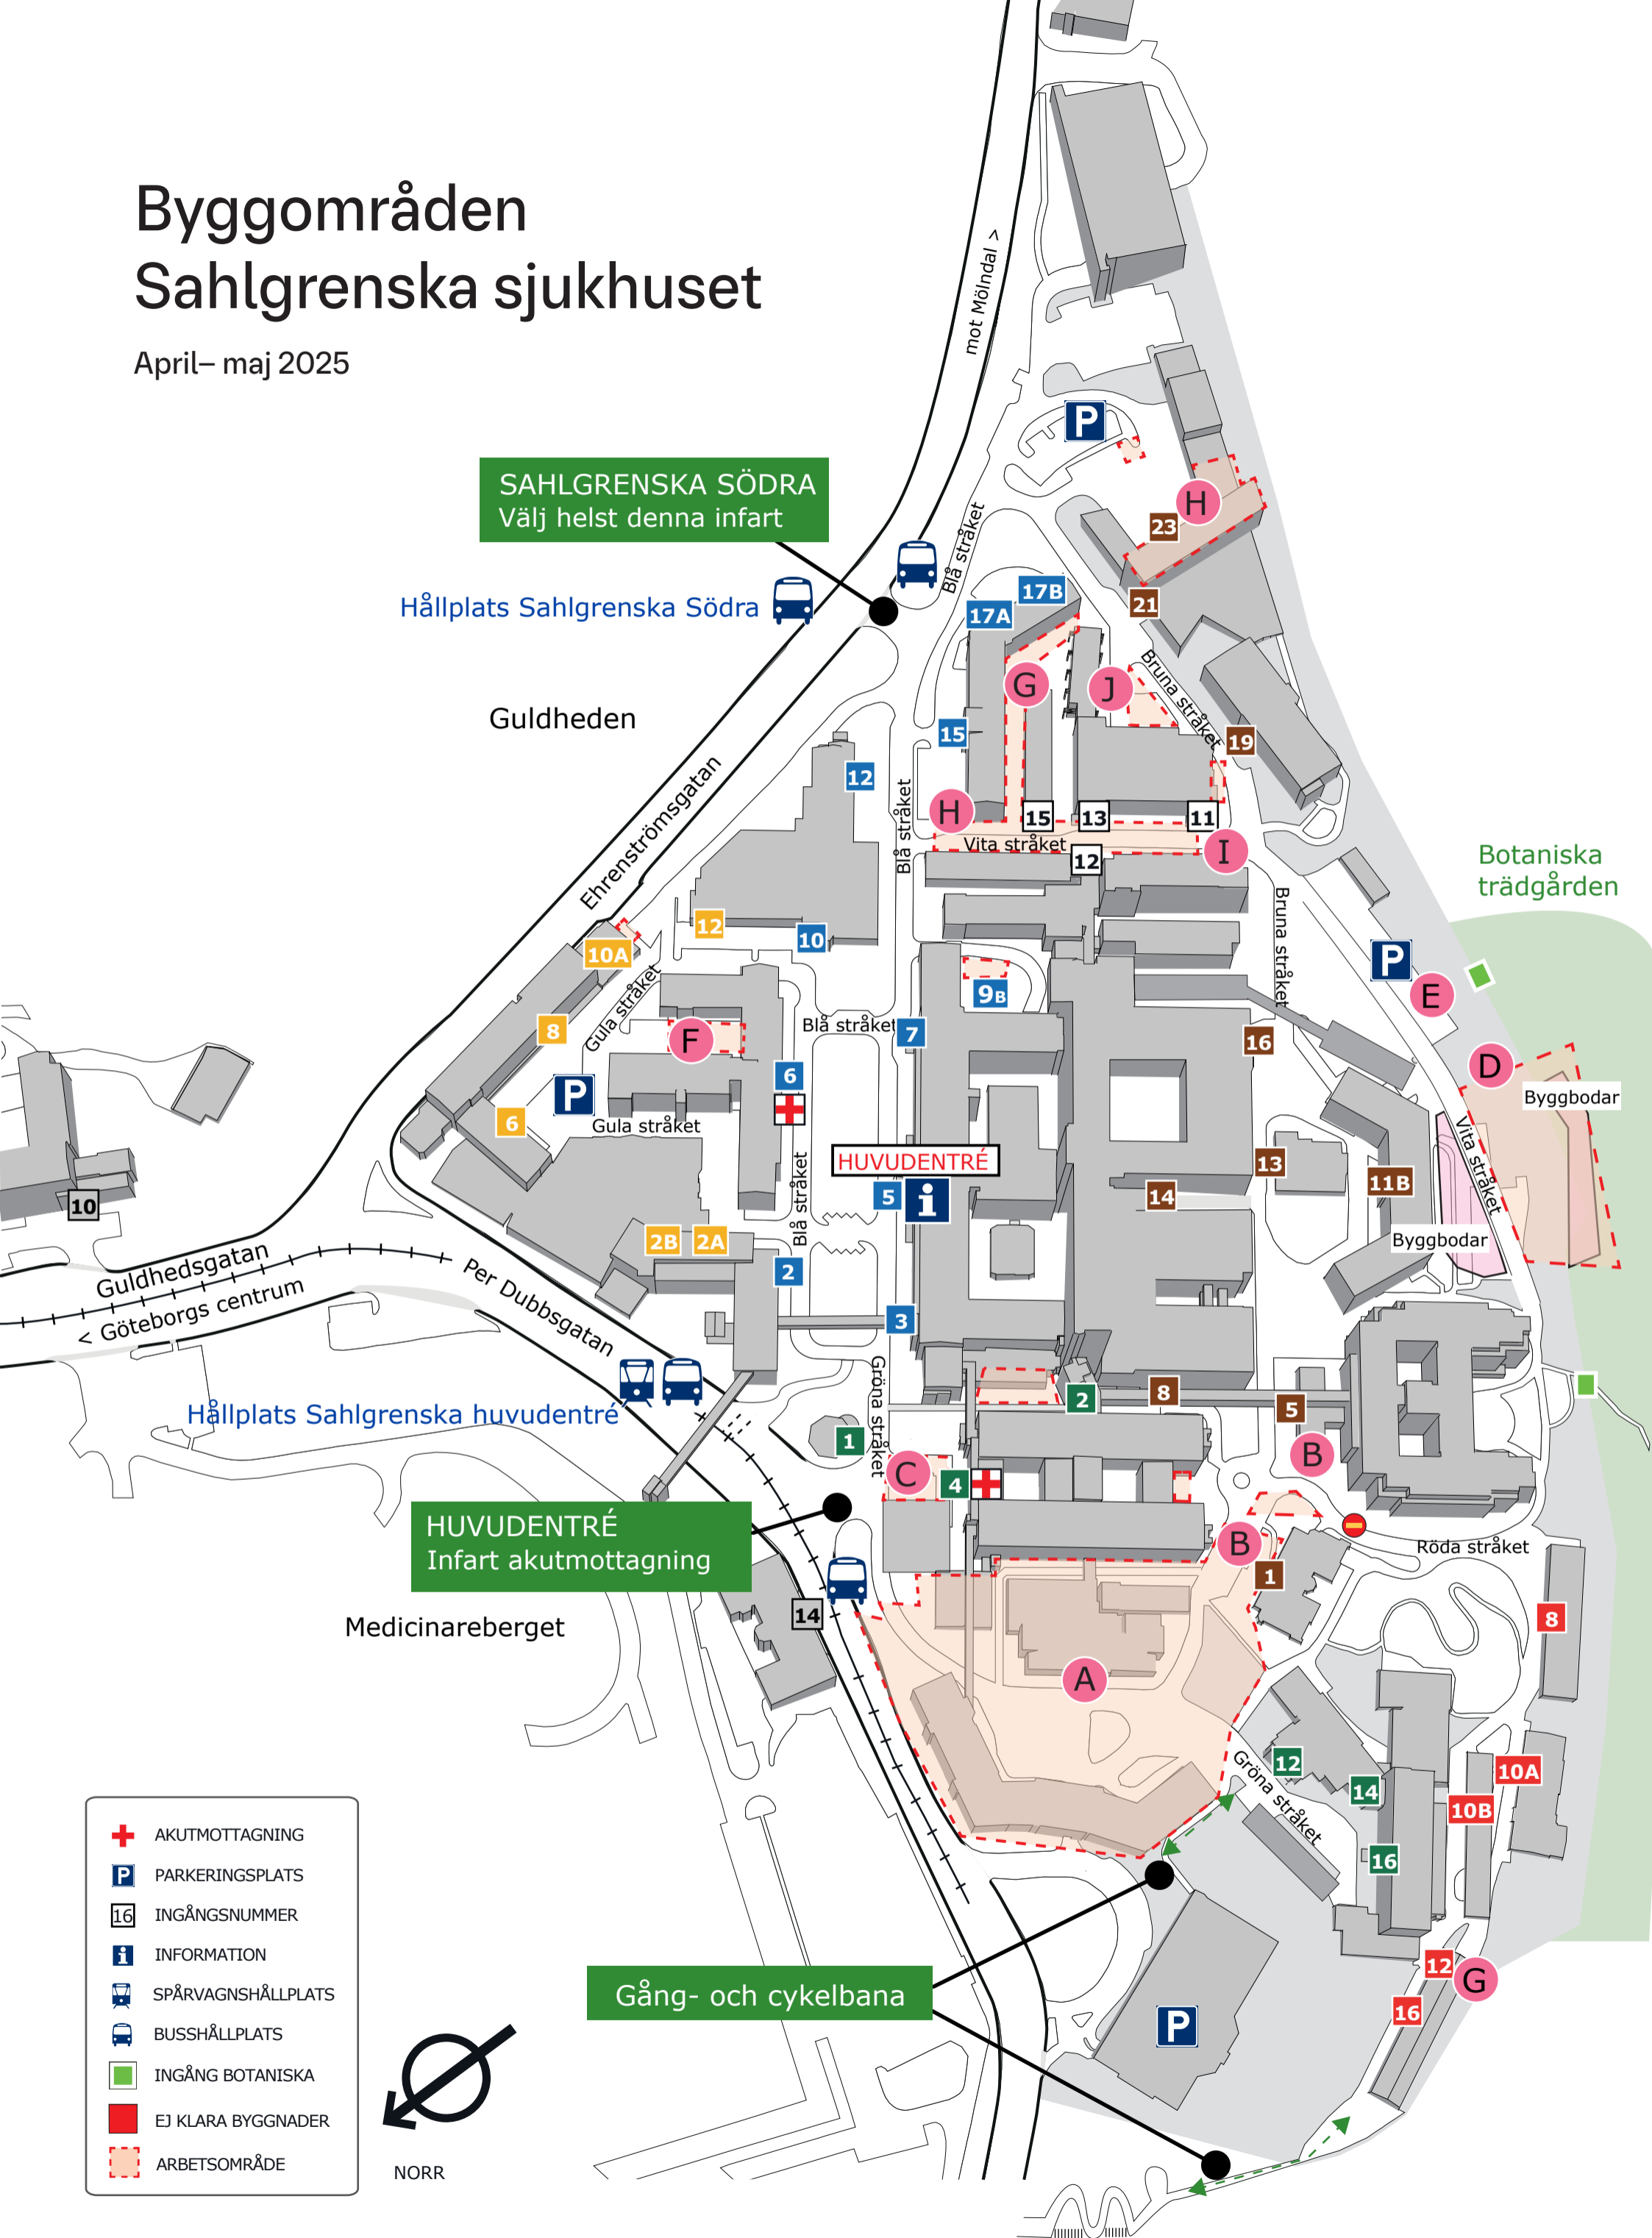 Byggområden
Sahlgrenska sjukhuset
April– maj 2025
mot Mölndal >
P
SAHLGRENSKA SÖDRA
Välj helst denna infart
H
23
Blå stråket
Hållplats Sahlgrenska Södra
17B
17A
21
Bruna stråket
G
J
Guldheden
15
19
12
Ehrenströmsgatan
Blå stråket
H
15
13
11
Vita stråket
12
I
Botaniska
trädgården
12
10
10A
Bruna stråket
P
E
9B
Gula stråket
8
F
Blå stråket
7
16
D
6
P
Byggbodar
6
Gula stråket
Vita stråket
HUVUDENTRÉ
13
5
i
14
11B
10
Blå stråket
2B
2A
Byggbodar
2
Guldhedsgatan
< Göteborgs centrum
Per Dubbsgatan
3
Gröna stråket
2
8
5
Hållplats Sahlgrenska huvudentré
1
B
C
4
HUVUDENTRÉ
Infart akutmottagning
B
Röda stråket
1
14
8
Medicinareberget
A
Gröna stråket
12
14
10A
10B
16
AKUTMOTTAGNING
P
PARKERINGSPLATS
16
INGÅNGSNUMMER
i
INFORMATION
SPÅRVAGNSHÅLLPLATS
BUSSHÅLLPLATS
INGÅNG BOTANISKA
EJ KLARA BYGGNADER
ARBETSOMRÅDE
NORR
Gång- och cykelbana
12
G
16
P